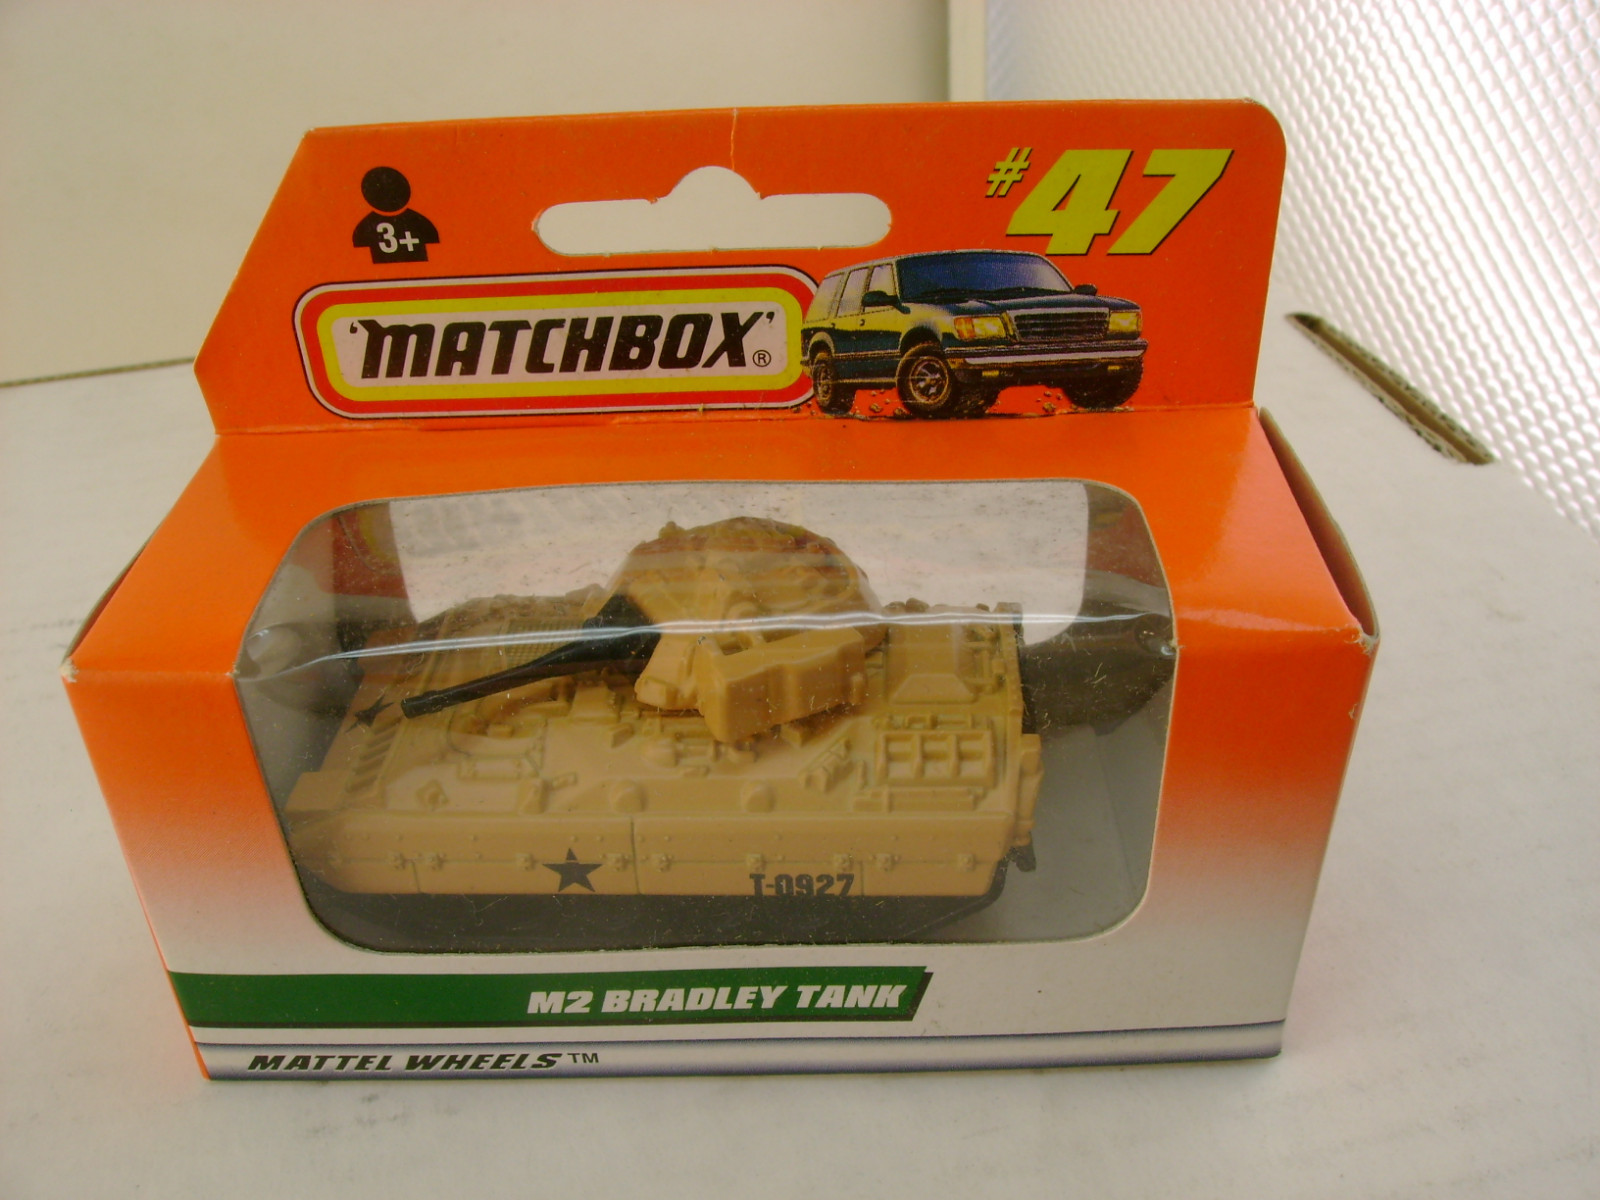 #47
3+
'MATCHBOX'®
T-0927
M2 BRADLEY TANK
MATTEL WHEELS™